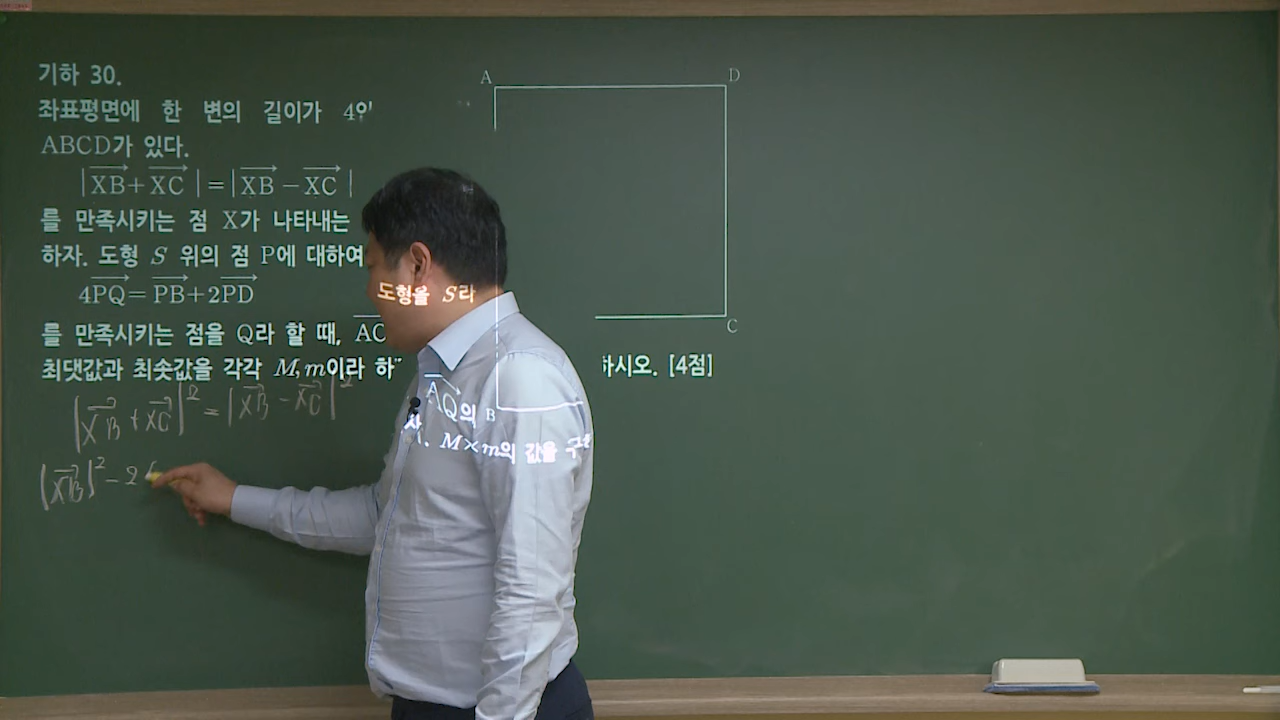 기하 30.
좌표평면에 한 변의 길이가 4인
ABCD가 있다.
|XB+XC|=|XB-XC|
를 만족시키는 점 X가 나타내는
도형을 S라
하자. 도형 S 위의 점 P에 대하여
4PQ=PB+2PD
를 만족시키는 점을 Q라 할 때, AC
AQ의
최댓값과 최솟값을 각각 M, m이라 하
자. M×m의 값을 구하시오. [4점]
|XB+XC|²=|XB-XC|²
|XB|²-2
A
D
B
C